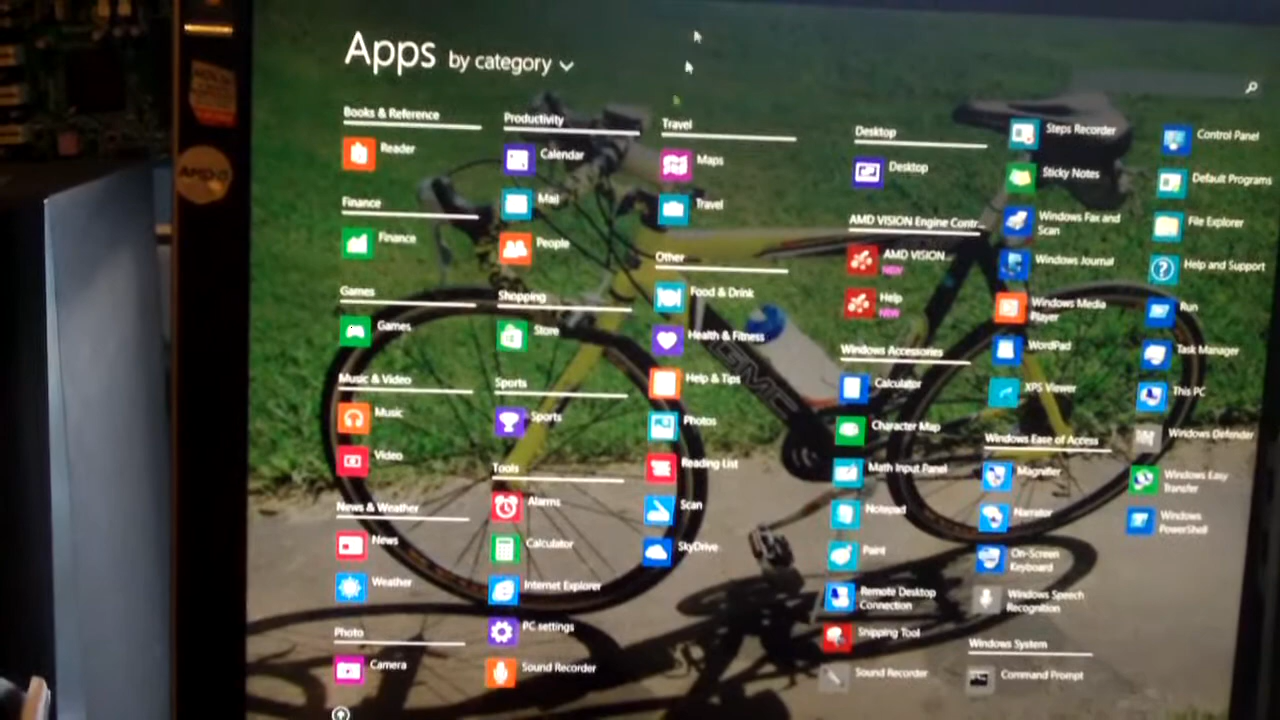 Apps by category
Books & Reference
Reader
Finance
Finance
Games
Games
Music & Video
Music
Video
News & Weather
News
Weather
Photo
Camera
Productivity
Calendar
Mail
People
Shopping
Store
Sports
Sports
Tools
Alarms
Calculator
Internet Explorer
PC settings
Sound Recorder
Travel
Maps
Travel
Other
Food & Drink
Health & Fitness
Help & Tips
Photos
Reading List
Scan
SkyDrive
Desktop
Desktop
AMD VISION Engine Contr...
AMD VISION...
NEW
Help
NEW
Windows Accessories
Calculator
Character Map
Math Input Panel
Notepad
Paint
Remote Desktop
Connection
Snipping Tool
Sound Recorder
Steps Recorder
Sticky Notes
Windows Fax and
Scan
Windows Journal
Windows Media
Player
WordPad
XPS Viewer
Windows Ease of Access
Magnifier
Narrator
On-Screen
Keyboard
Windows Speech
Recognition
Windows System
Command Prompt
Control Panel
Default Programs
File Explorer
Help and Support
Run
Task Manager
This PC
Windows Defender
Windows Easy
Transfer
Windows
PowerShell
GMC